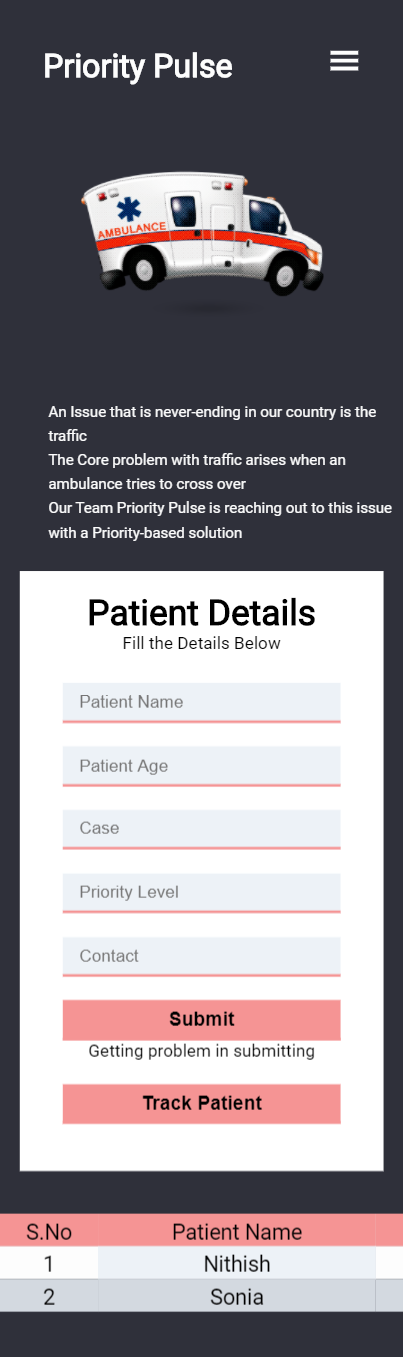 Priority Pulse
AMBULANCE
An Issue that is never-ending in our country is the
traffic
The Core problem with traffic arises when an
ambulance tries to cross over
Our Team Priority Pulse is reaching out to this issue
with a Priority-based solution
Patient Details
Fill the Details Below
Patient Name
Patient Age
Case
Priority Level
Contact
Submit
Getting problem in submitting
Track Patient
S.No Patient Name
1 Nithish
2 Sonia